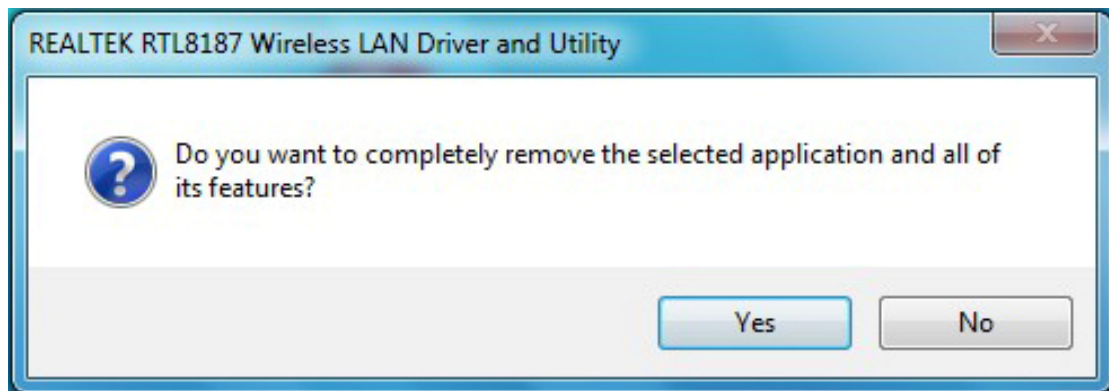 REALTEK RTL8187 Wireless LAN Driver and Utility
Do you want to completely remove the selected application and all of
its features?
Yes
No